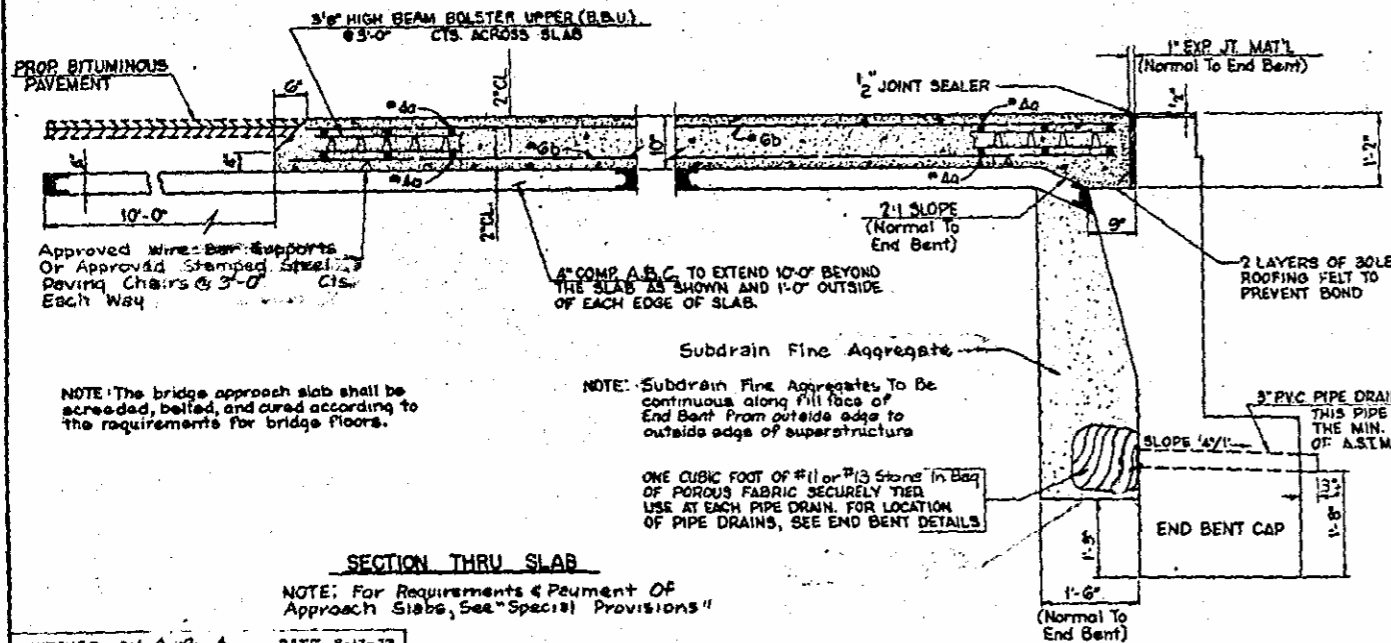 3'8" HIGH BEAM BOLSTER UPPER (B.B.U.)
@3'-0" CTS. ACROSS SLAB
PROP. BITUMINOUS
PAVEMENT
6"
2"CL.
#4a
1/2" JOINT SEALER
1" EXP. JT. MAT'L
(Normal To End Bent)
#4a
1/2"
#6b
10"
#6b
1'-2"
#4a
#4a
10'-0"
2"CL.
2:1 SLOPE
(Normal To
End Bent)
9"
Approved Wire Bar Supports
Or Approved Stamped Steel
Paving Chairs @ 3'-0" Cts.
Each Way
4" COMP. A.B.C. TO EXTEND 10'-0" BEYOND
THE SLAB AS SHOWN AND 1'-0" OUTSIDE
OF EACH EDGE OF SLAB.
2 LAYERS OF 30LB
ROOFING FELT TO
PREVENT BOND
Subdrain Fine Aggregate
NOTE: The bridge approach slab shall be
screeded, belted, and cured according to
the requirements for bridge floors.
NOTE: Subdrain Fine Aggregates To Be
continuous along fill face of
End Bent From outside edge to
outside edge of superstructure
3" P.V.C. PIPE DRAIN
THIS PIPE
THE MIN.
OF A.S.T.M
SLOPE 1/4"/1'
ONE CUBIC FOOT OF #11 or #13 Stone in Bag
OF POROUS FABRIC SECURELY TIED
USE AT EACH PIPE DRAIN. FOR LOCATION
OF PIPE DRAINS, SEE END BENT DETAILS
1'-8"
END BENT CAP
SECTION THRU SLAB
NOTE: For Requirements & Payment Of
Approach Slabs, See "Special Provisions"
1'-6"
(Normal To
End Bent)